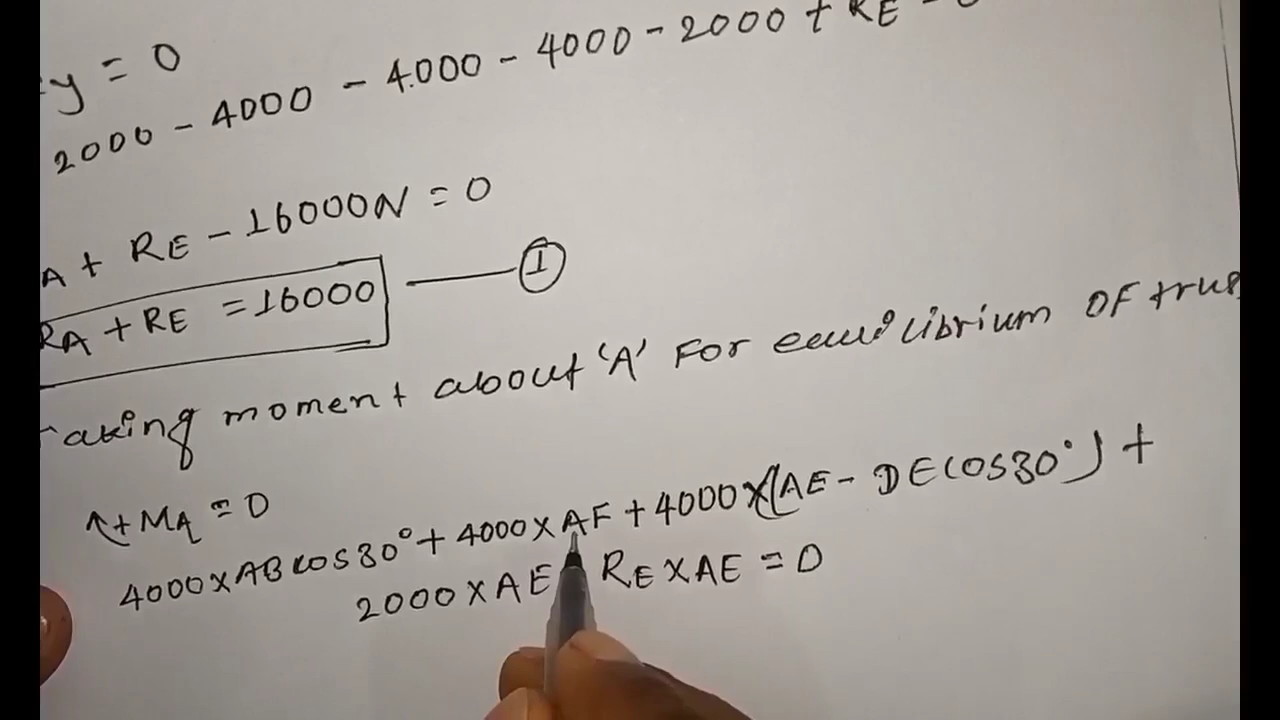 y = 0
2000 - 4000 - 4000 - 4000 - 2000 + RE
A + RE - 16000N = 0
RA + RE = 16000 ①
Taking moment about 'A' For equilibrium OF trus
+ MA = 0
4000 x AB cos 30° + 4000 x AF + 4000 x (AE - DE COS 30°) +
2000 x AE RE x AE = 0